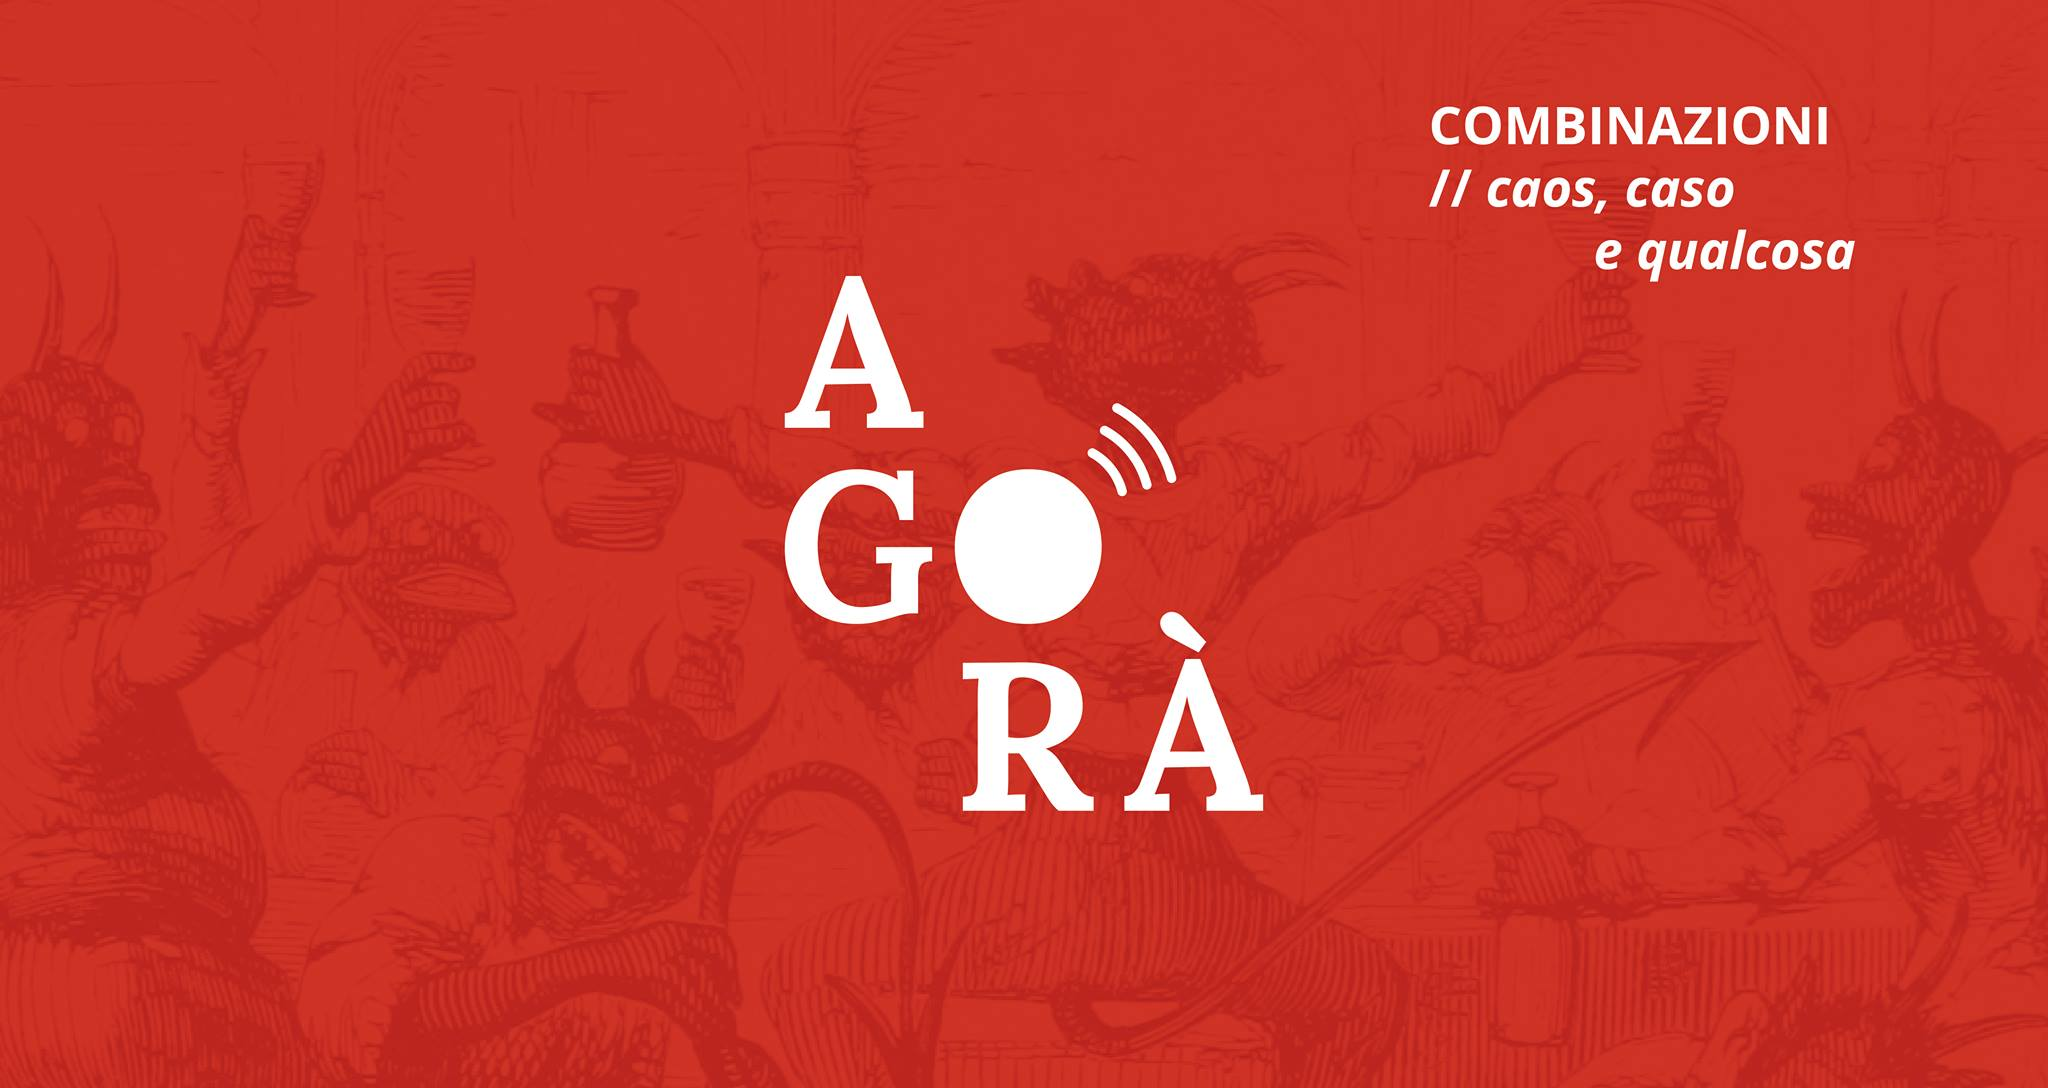 COMBINAZIONI
// caos, caso
e qualcosa
A
GO
RÀ